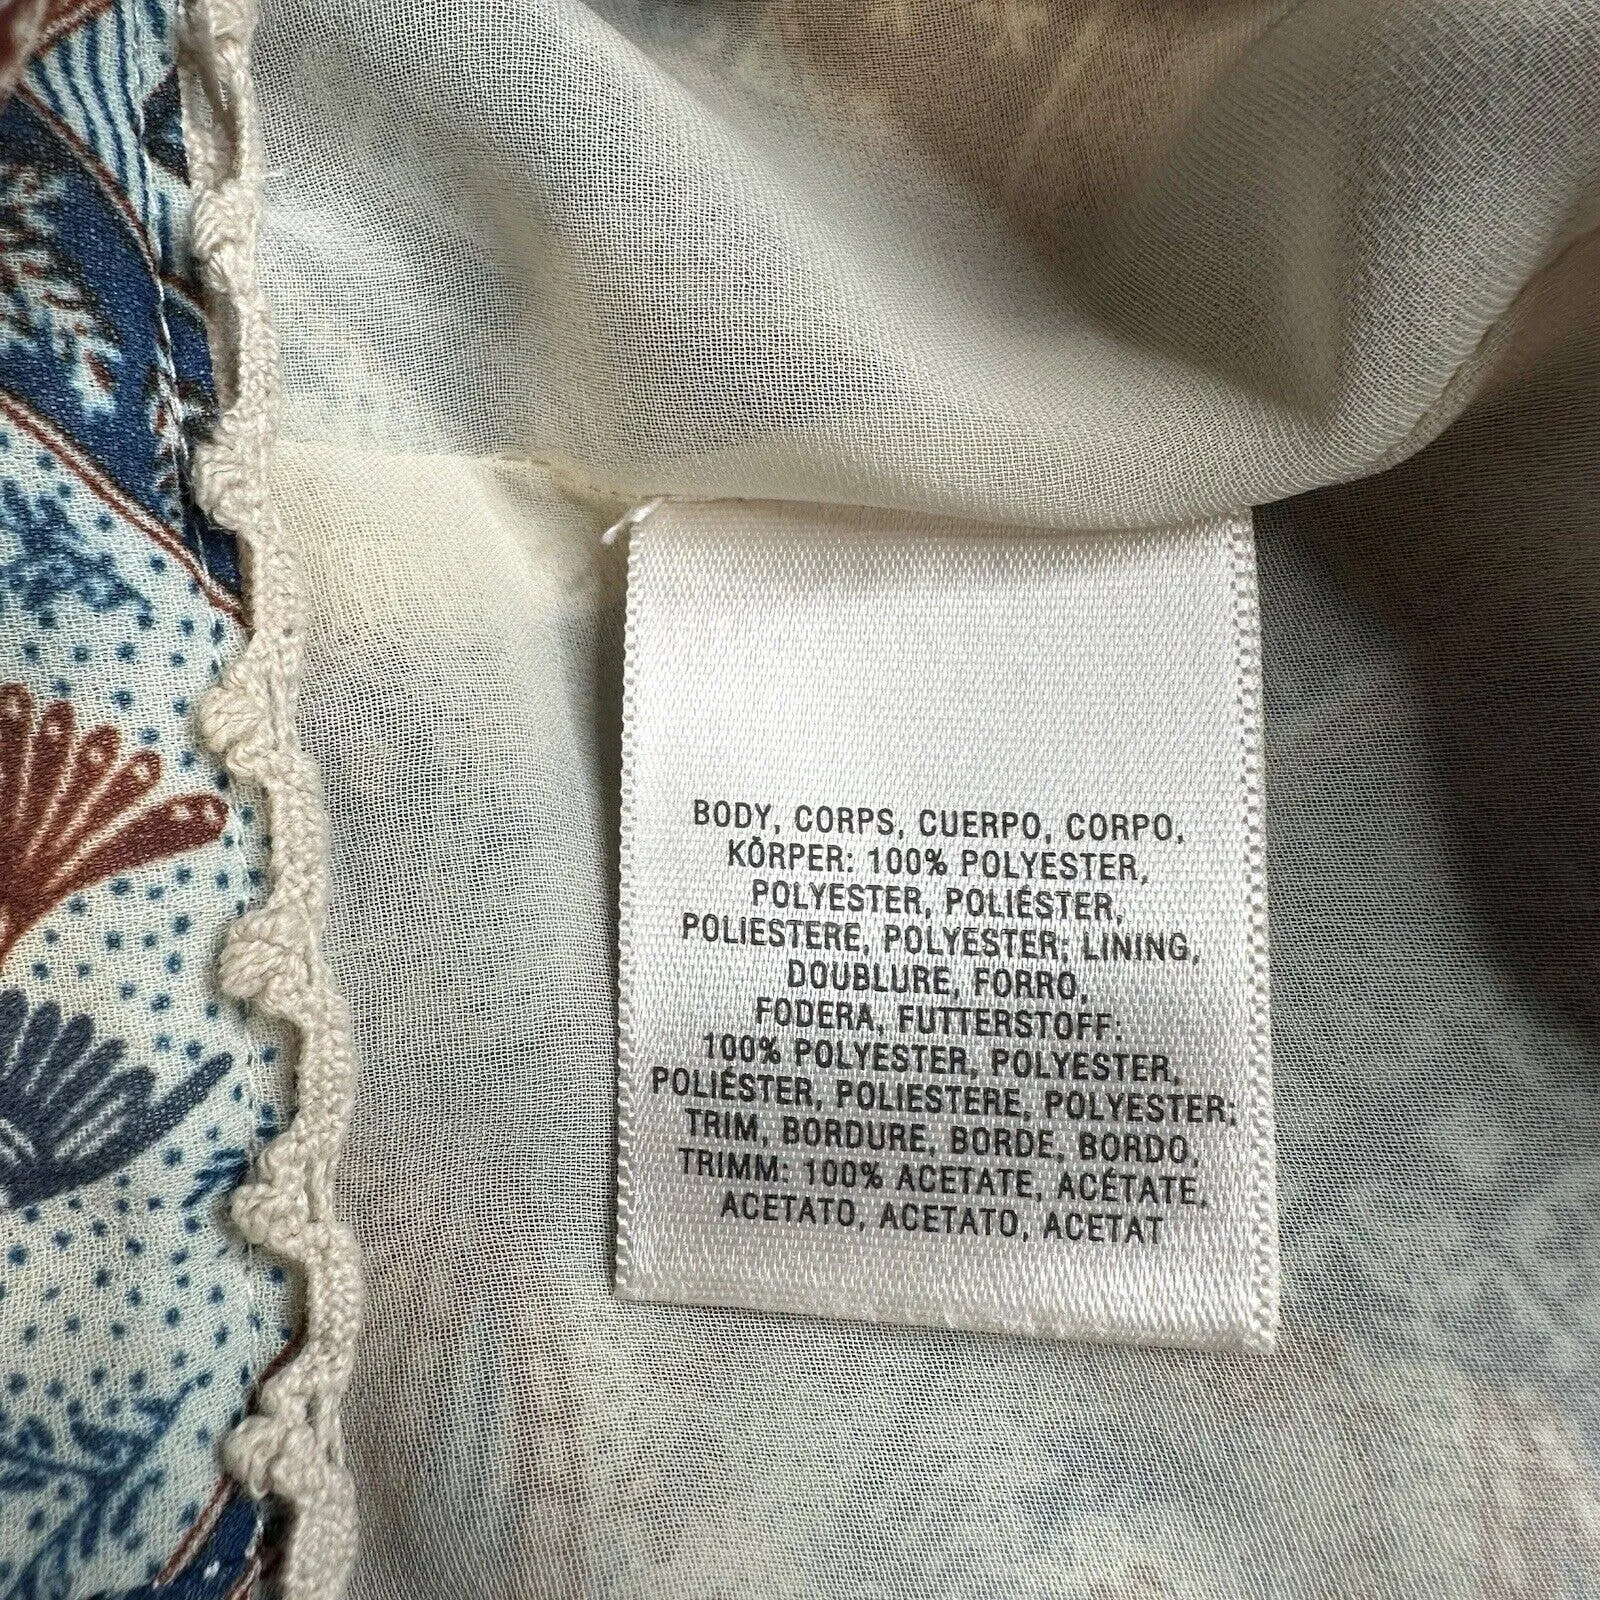 BODY, CORPS, CUERPO, CORPO,
KÖRPER: 100% POLYESTER,
POLYESTER, POLIÉSTER,
POLIESTERE, POLYESTER; LINING,
DOUBLURE, FORRO,
FODERA, FUTTERSTOFF:
100% POLYESTER, POLYESTER,
POLIÉSTER, POLIESTERE, POLYESTER;
TRIM, BORDURE, BORDE, BORDO,
TRIMM: 100% ACETATE, ACÉTATE,
ACETATO, ACETATO, ACETAT